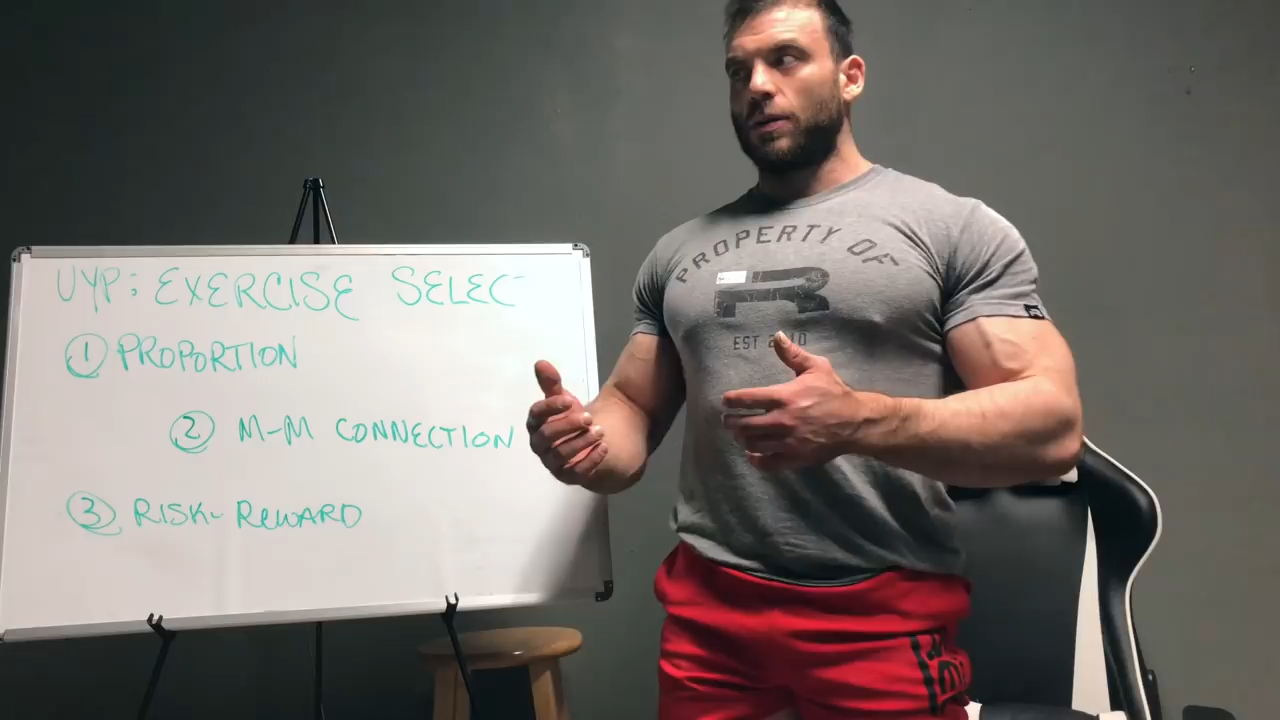 UYP: EXERCISE SELEC
① PROPORTION
② M-M CONNECTION
③ RISK-REWARD
PROPERTY OF
R
EST